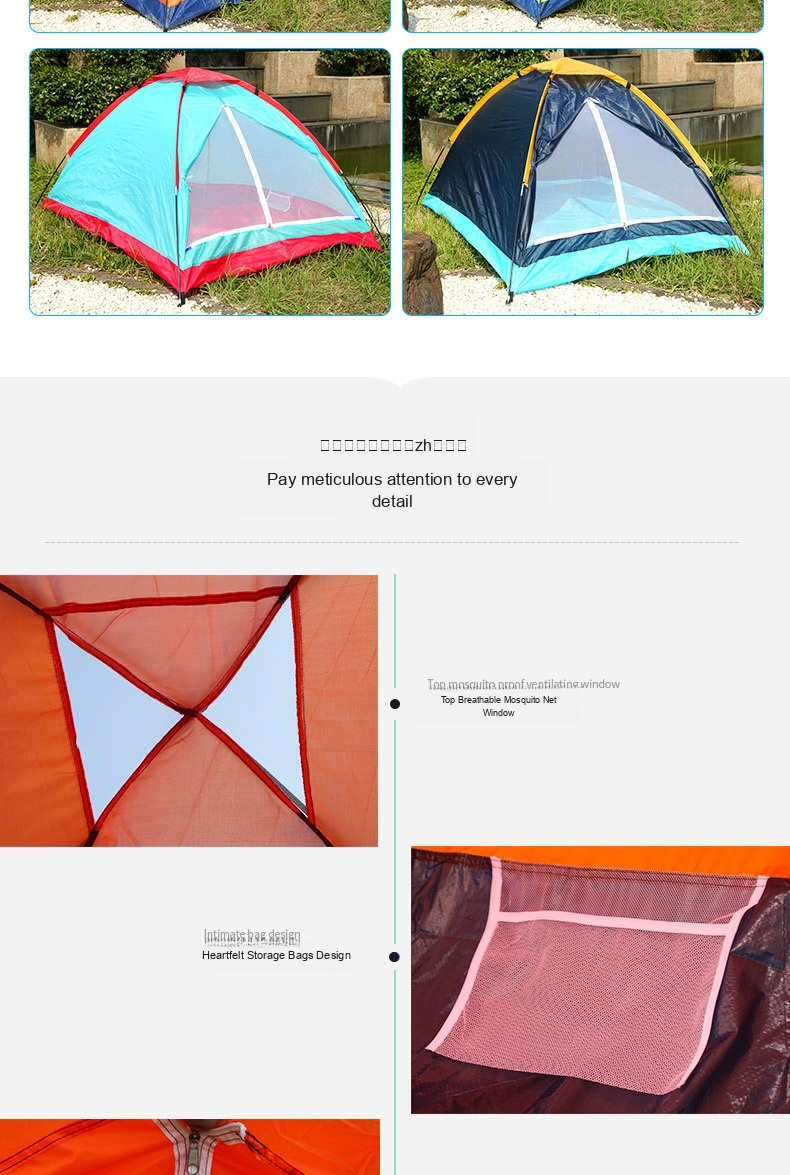 zh
Pay meticulous attention to every
detail
Top mosquito proof ventilating window
Top Breathable Mosquito Net
Window
Intimate bag design
Heartfelt Storage Bags Design